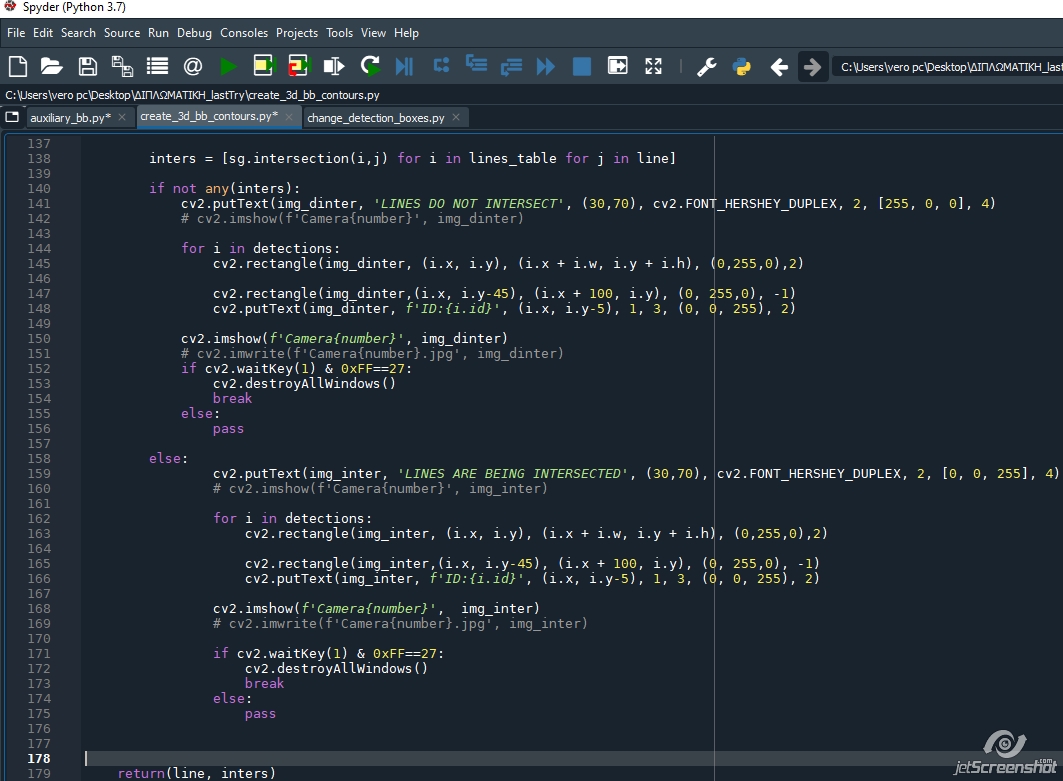 Spyder (Python 3.7)
File Edit Search Source Run Debug Consoles Projects Tools View Help
C:\Users\vero pc\Desktop\ΔΙΠΛΩΜΑΤΙΚΗ_last
C:\Users\vero pc\Desktop\ΔΙΠΛΩΜΑΤΙΚΗ_lastTry\create_3d_bb_contours.py
auxiliary_bb.py* × create_3d_bb_contours.py* × change_detection_boxes.py ×
137
138 inters = [sg.intersection(i,j) for i in lines_table for j in line]
139
140 if not any(inters):
141 cv2.putText(img_dinter, 'LINES DO NOT INTERSECT', (30,70), cv2.FONT_HERSHEY_DUPLEX, 2, [255, 0, 0], 4)
142 # cv2.imshow(f'Camera{number}', img_dinter)
143
144 for i in detections:
145 cv2.rectangle(img_dinter, (i.x, i.y), (i.x + i.w, i.y + i.h), (0,255,0),2)
146
147 cv2.rectangle(img_dinter,(i.x, i.y-45), (i.x + 100, i.y), (0, 255,0), -1)
148 cv2.putText(img_dinter, f'ID:{i.id}', (i.x, i.y-5), 1, 3, (0, 0, 255), 2)
149
150 cv2.imshow(f'Camera{number}', img_dinter)
151 # cv2.imwrite(f'Camera{number}.jpg', img_dinter)
152 if cv2.waitKey(1) & 0xFF==27:
153 cv2.destroyAllWindows()
154 break
155 else:
156 pass
157
158 else:
159 cv2.putText(img_inter, 'LINES ARE BEING INTERSECTED', (30,70), cv2.FONT_HERSHEY_DUPLEX, 2, [0, 0, 255], 4)
160 # cv2.imshow(f'Camera{number}', img_inter)
161
162 for i in detections:
163 cv2.rectangle(img_inter, (i.x, i.y), (i.x + i.w, i.y + i.h), (0,255,0),2)
164
165 cv2.rectangle(img_inter,(i.x, i.y-45), (i.x + 100, i.y), (0, 255,0), -1)
166 cv2.putText(img_inter, f'ID:{i.id}', (i.x, i.y-5), 1, 3, (0, 0, 255), 2)
167
168 cv2.imshow(f'Camera{number}',  img_inter)
169 # cv2.imwrite(f'Camera{number}.jpg', img_inter)
170
171 if cv2.waitKey(1) & 0xFF==27:
172 cv2.destroyAllWindows()
173 break
174 else:
175 pass
176
177
178
179 return(line, inters)
jetScreenshot.com